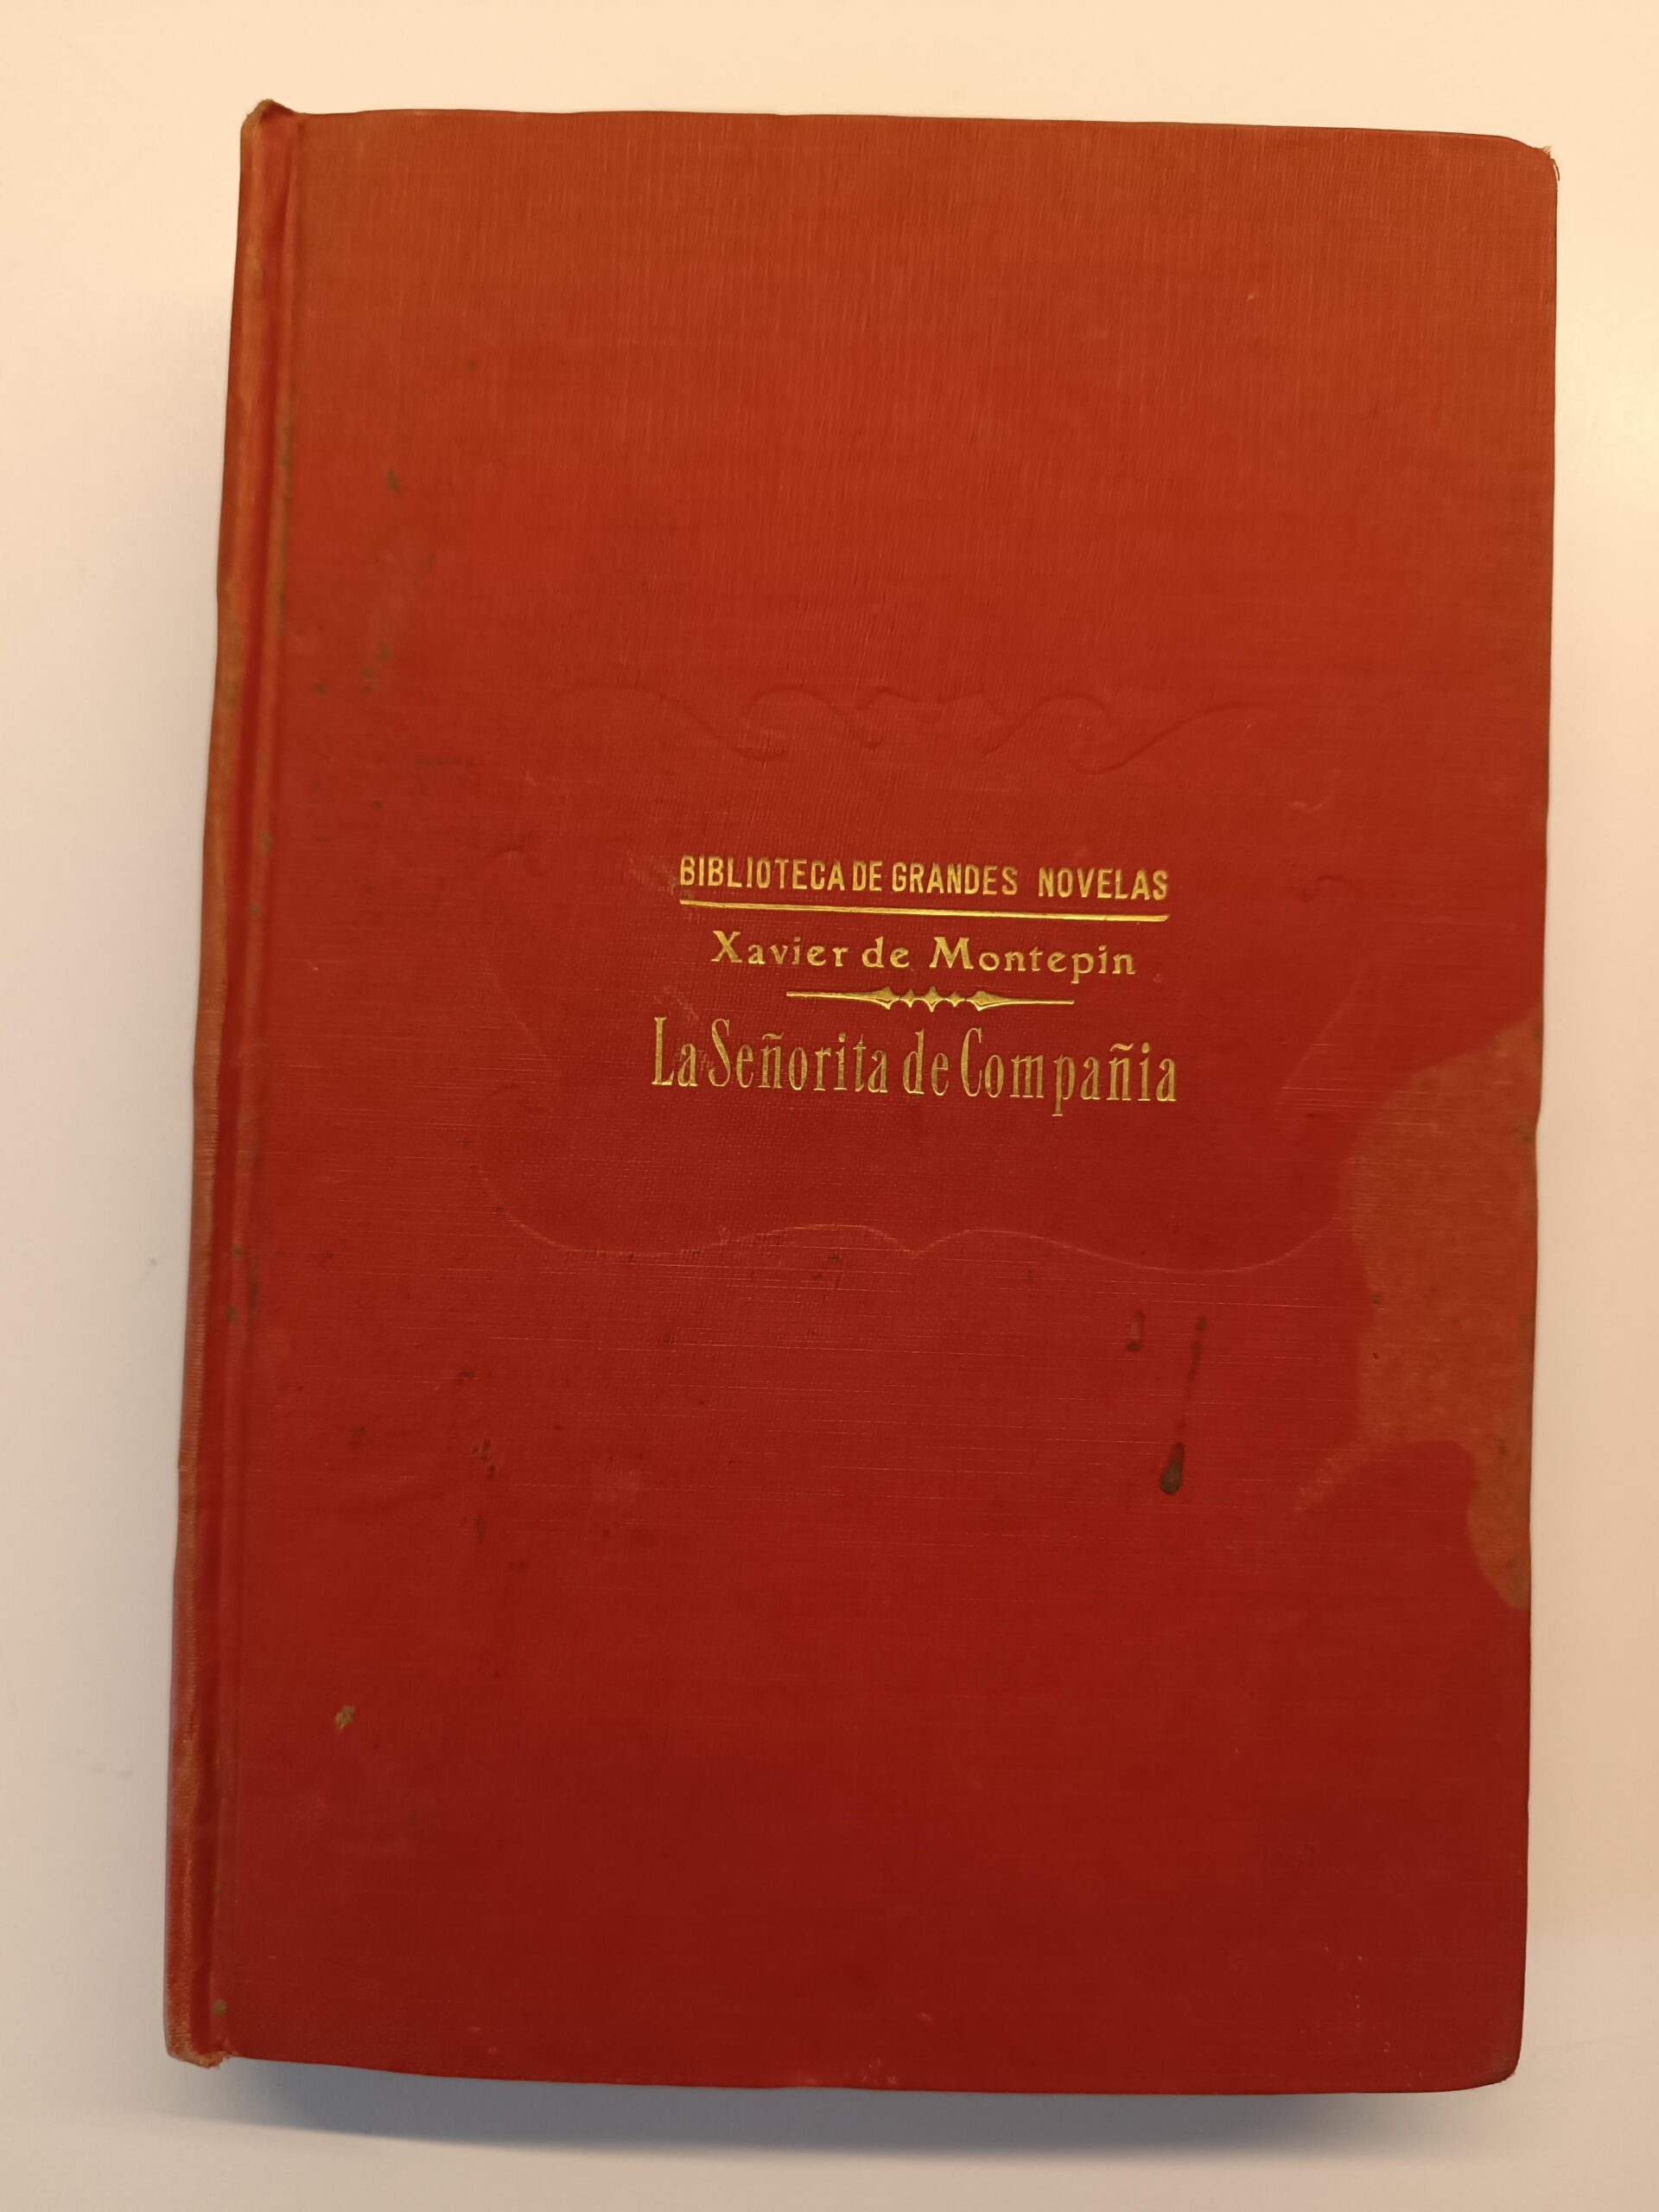 BIBLIOTECA DE GRANDES NOVELAS
Xavier de Montepin
La Señorita de Compañia